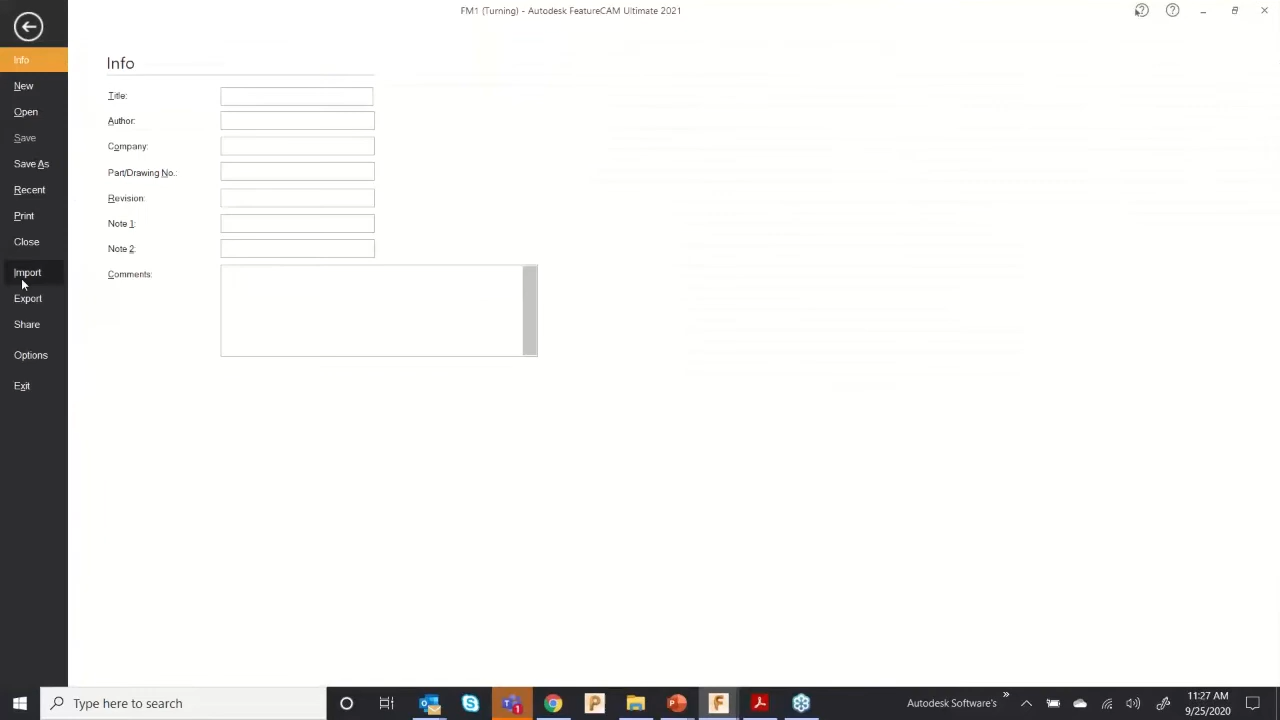 FM1 (Turning) - Autodesk FeatureCAM Ultimate 2021
Info
New
Open
Save
Save As
Recent
Print
Close
Import
Export
Share
Options
Exit
Info
Title:
Author:
Company:
Part/Drawing No.:
Revision:
Note 1:
Note 2:
Comments:
Type here to search
1
P
F
Autodesk Software's
»
11:27 AM
9/25/2020